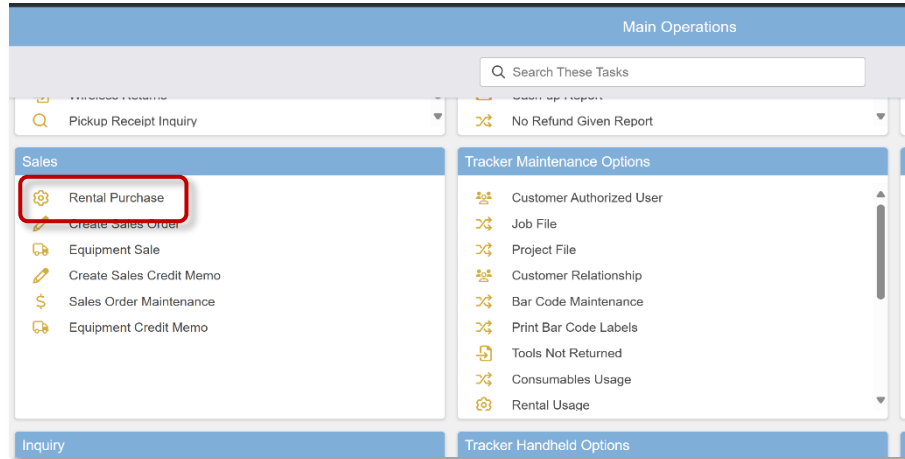 Main Operations
Search These Tasks
Wireless Returns
Pickup Receipt Inquiry
No Refund Given Report
Sales
Rental Purchase
Create Sales Order
Equipment Sale
Create Sales Credit Memo
Sales Order Maintenance
Equipment Credit Memo
Tracker Maintenance Options
Customer Authorized User
Job File
Project File
Customer Relationship
Bar Code Maintenance
Print Bar Code Labels
Tools Not Returned
Consumables Usage
Rental Usage
Inquiry
Tracker Handheld Options